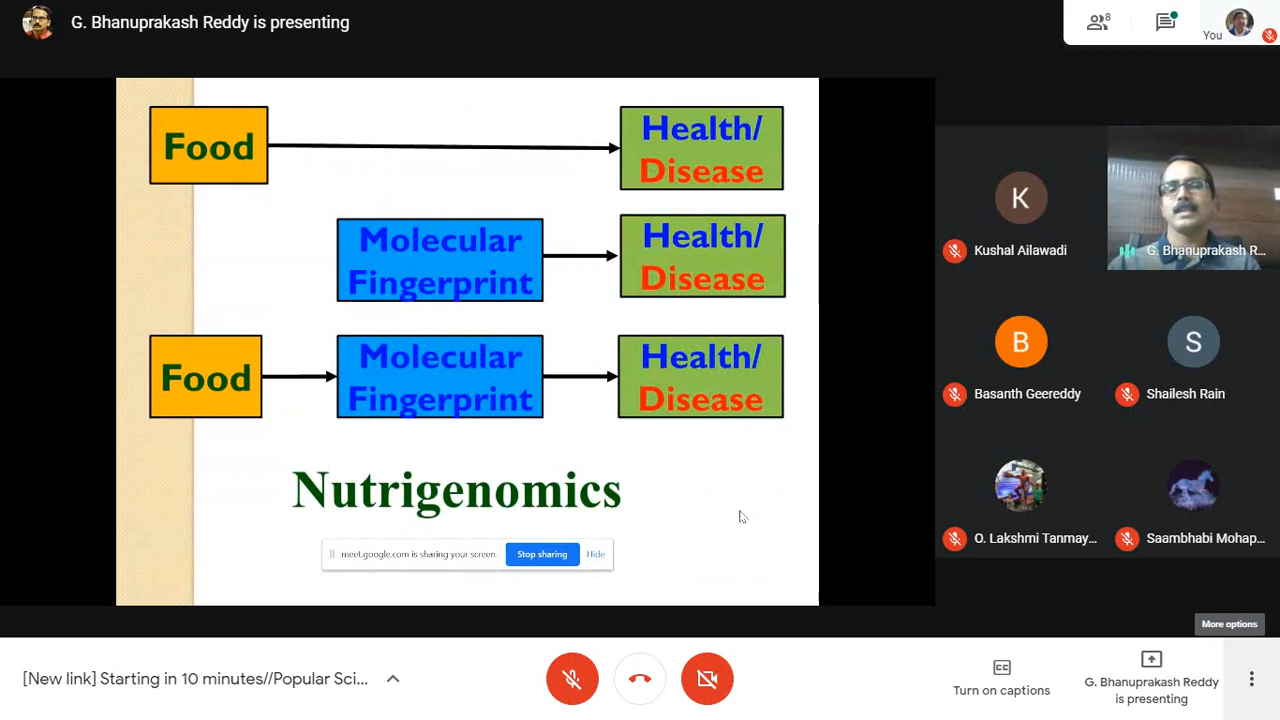 G. Bhanuprakash Reddy is presenting
8
You
Food
Health/
Disease
Molecular
Fingerprint
Health/
Disease
Food
Molecular
Fingerprint
Health/
Disease
Nutrigenomics
meet.google.com is sharing your screen.
Stop sharing
Hide
K
Kushal Ailawadi
G. Bhanuprakash R...
B
Basanth Geereddy
S
Shailesh Rain
O. Lakshmi Tanmay...
Saambhabi Mohap...
More options
[New link] Starting in 10 minutes//Popular Sci...
Turn on captions
G. Bhanuprakash Reddy
is presenting